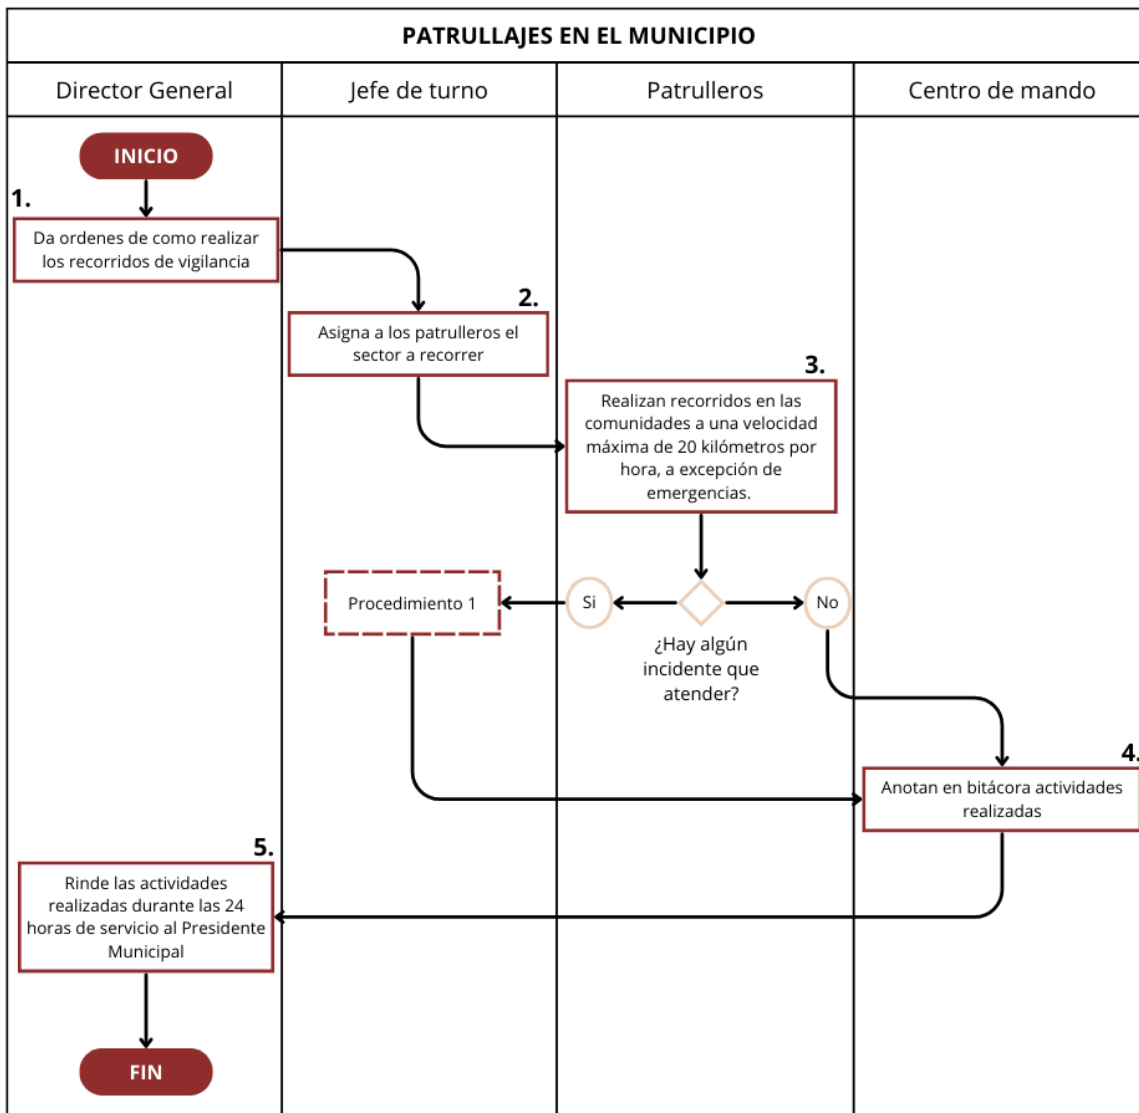 PATRULLAJES EN EL MUNICIPIO
Director General
Jefe de turno
Patrulleros
Centro de mando
INICIO
1.
Da ordenes de como realizar
los recorridos de vigilancia
2.
Asigna a los patrulleros el
sector a recorrer
3.
Realizan recorridos en las
comunidades a una velocidad
máxima de 20 kilómetros por
hora, a excepción de
emergencias.
Procedimiento 1
Si
No
¿Hay algún
incidente que
atender?
4.
Anotan en bitácora actividades
realizadas
5.
Rinde las actividades
realizadas durante las 24
horas de servicio al Presidente
Municipal
FIN